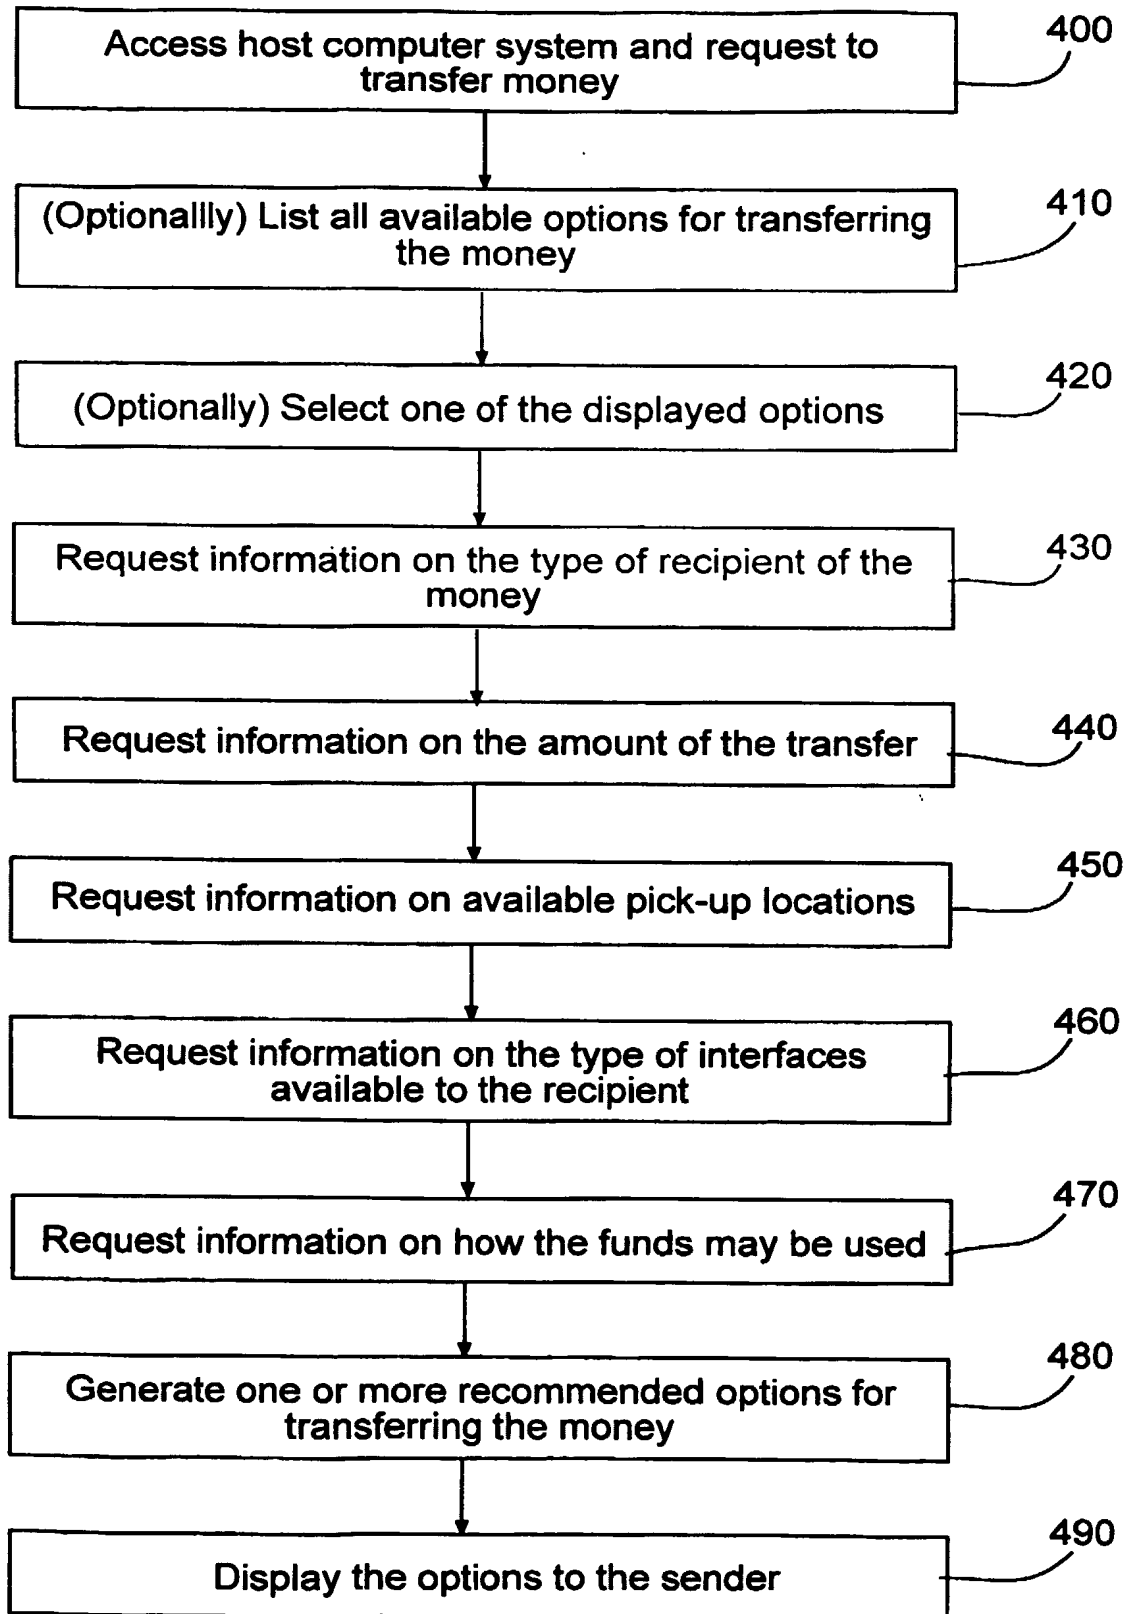 Access host computer system and request to
transfer money
400
(Optionallly) List all available options for transferring
the money
410
(Optionally) Select one of the displayed options
420
Request information on the type of recipient of the
money
430
Request information on the amount of the transfer
440
Request information on available pick-up locations
450
Request information on the type of interfaces
available to the recipient
460
Request information on how the funds may be used
470
Generate one or more recommended options for
transferring the money
480
Display the options to the sender
490